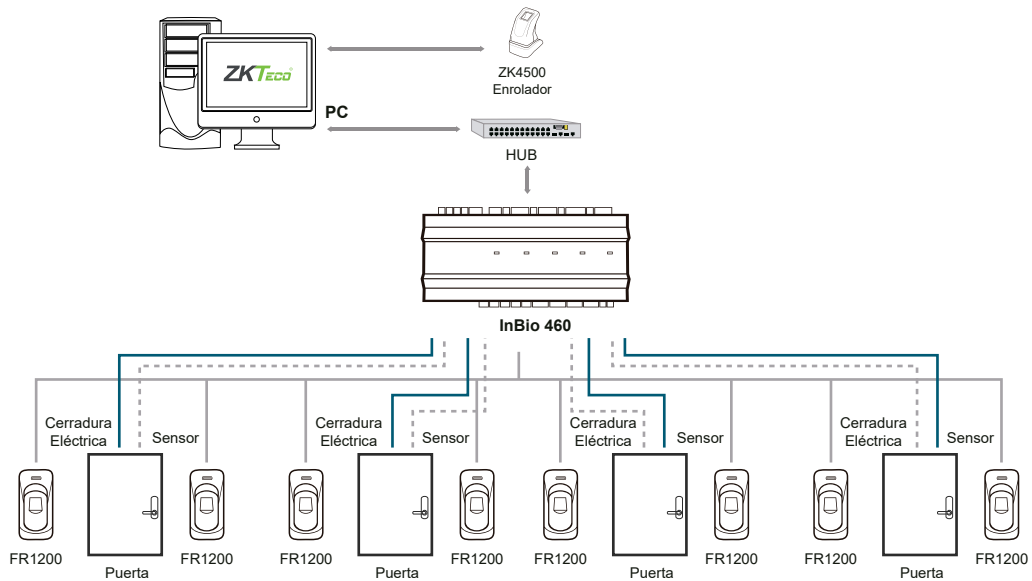 ZKTeco
ZK4500
Enrolador
PC
HUB
InBio 460
Cerradura
Eléctrica
Sensor
Cerradura
Eléctrica
Sensor
Cerradura
Eléctrica
Sensor
Cerradura
Eléctrica
Sensor
FR1200
Puerta
FR1200
FR1200
Puerta
FR1200
FR1200
Puerta
FR1200
FR1200
Puerta
FR1200